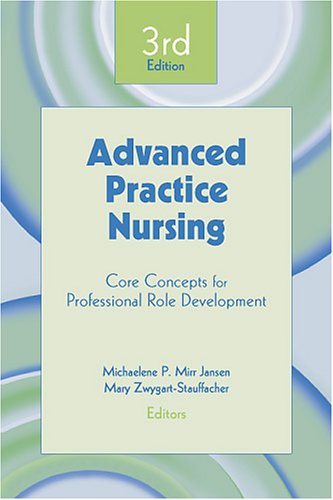 3rd
Edition
Advanced
Practice
Nursing
Core Concepts for
Professional Role Development
Michaelene P. Mirr Jansen
Mary Zwygart-Stauffacher
Editors